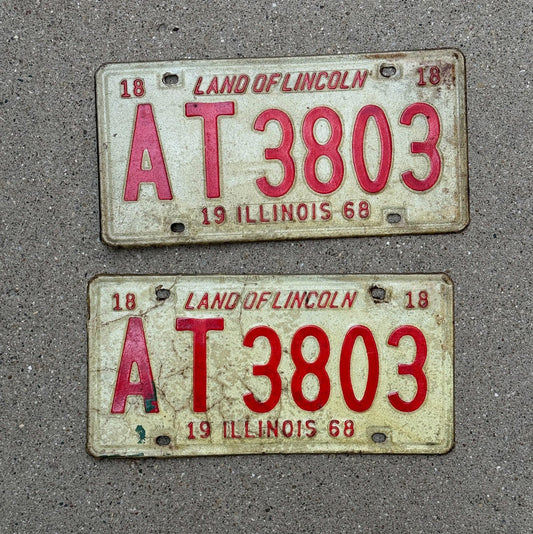 18 LAND OF LINCOLN 18
AT 3803
19 ILLINOIS 68
18 LAND OF LINCOLN 18
AT 3803
19 ILLINOIS 68